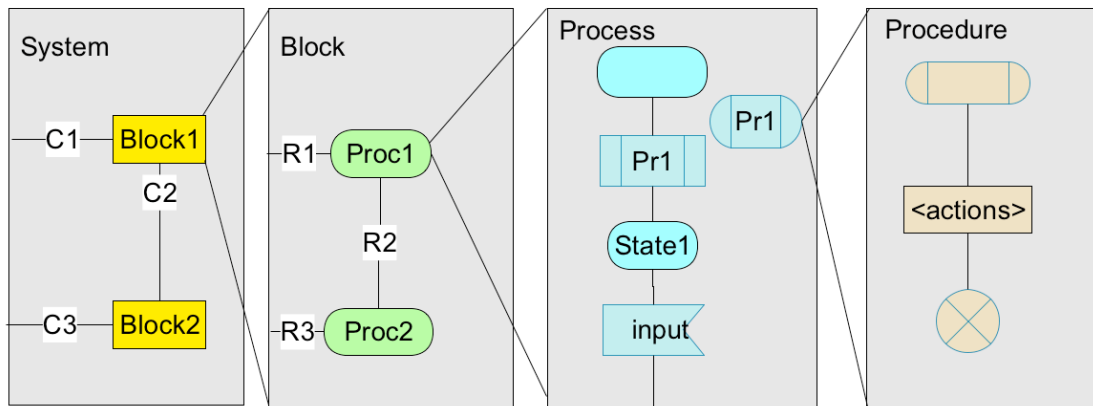 System
C1
Block1
C2
C3
Block2
Block
R1
Proc1
R2
R3
Proc2
Process
Pr1
Pr1
State1
input
Procedure
<actions>